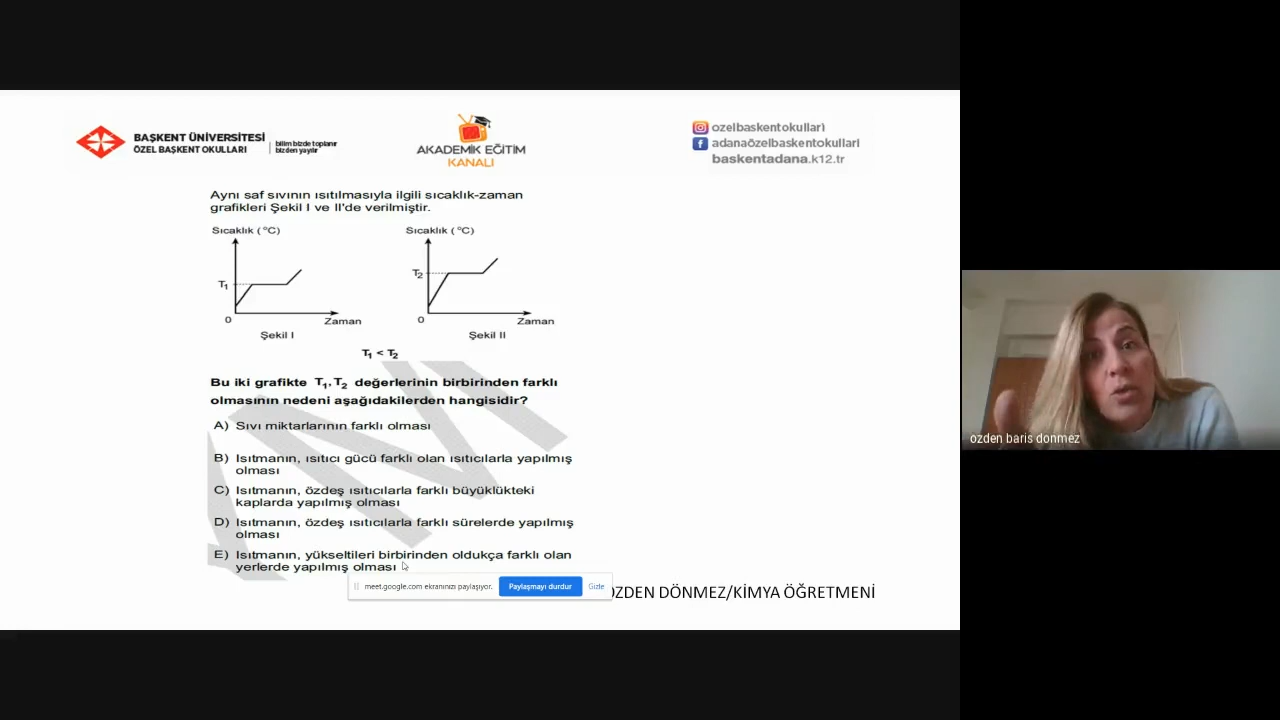 BAŞKENT ÜNİVERSİTESİ
ÖZEL BAŞKENT OKULLARI
bilim bizde toplanır
bizden yayılır
AKADEMİK EĞİTİM
KANALI
ozelbaskentokullari
adanaözelbaskentokullari
baskentadana.k12.tr
Aynı saf sıvının ısıtılmasıyla ilgili sıcaklık-zaman
grafikleri Şekil I ve II'de verilmiştir.
Sıcaklık (°C)
T1
0
Zaman
Şekil I
Sıcaklık (°C)
T2
0
Zaman
Şekil II
T1 < T2
Bu iki grafikte T1, T2 değerlerinin birbirinden farklı
olmasının nedeni aşağıdakilerden hangisidir?
A) Sıvı miktarlarının farklı olması
B) Isıtmanın, ısıtıcı gücü farklı olan ısıtıcılarla yapılmış
olması
C) Isıtmanın, özdeş ısıtıcılarla farklı büyüklükteki
kaplarda yapılmış olması
D) Isıtmanın, özdeş ısıtıcılarla farklı sürelerde yapılmış
olması
E) Isıtmanın, yükseltileri birbirinden oldukça farklı olan
yerlerde yapılmış olması
meet.google.com ekranınızı paylaşıyor.
Paylaşmayı durdur
Gizle
ÖZDEN DÖNMEZ/KİMYA ÖĞRETMENİ
ozden baris donmez